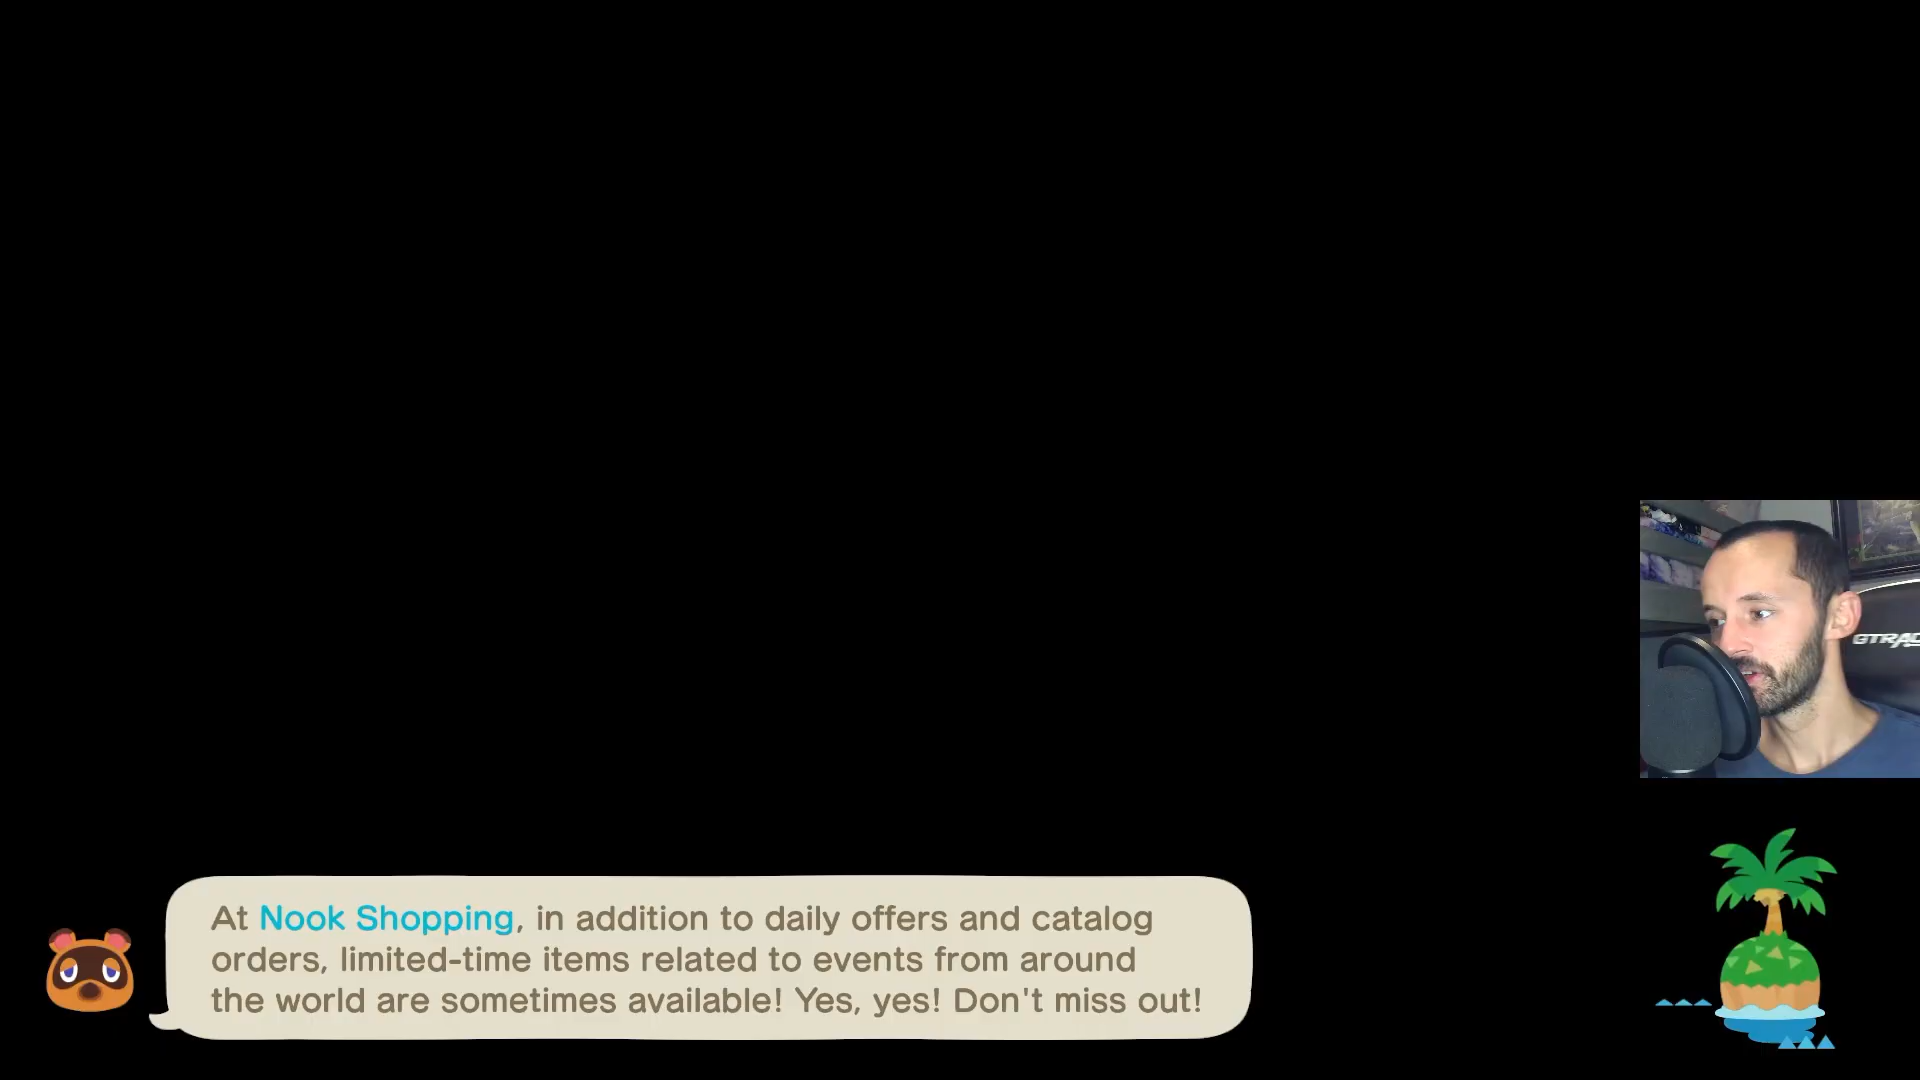 At Nook Shopping, in addition to daily offers and catalog
orders, limited-time items related to events from around
the world are sometimes available! Yes, yes! Don't miss out!